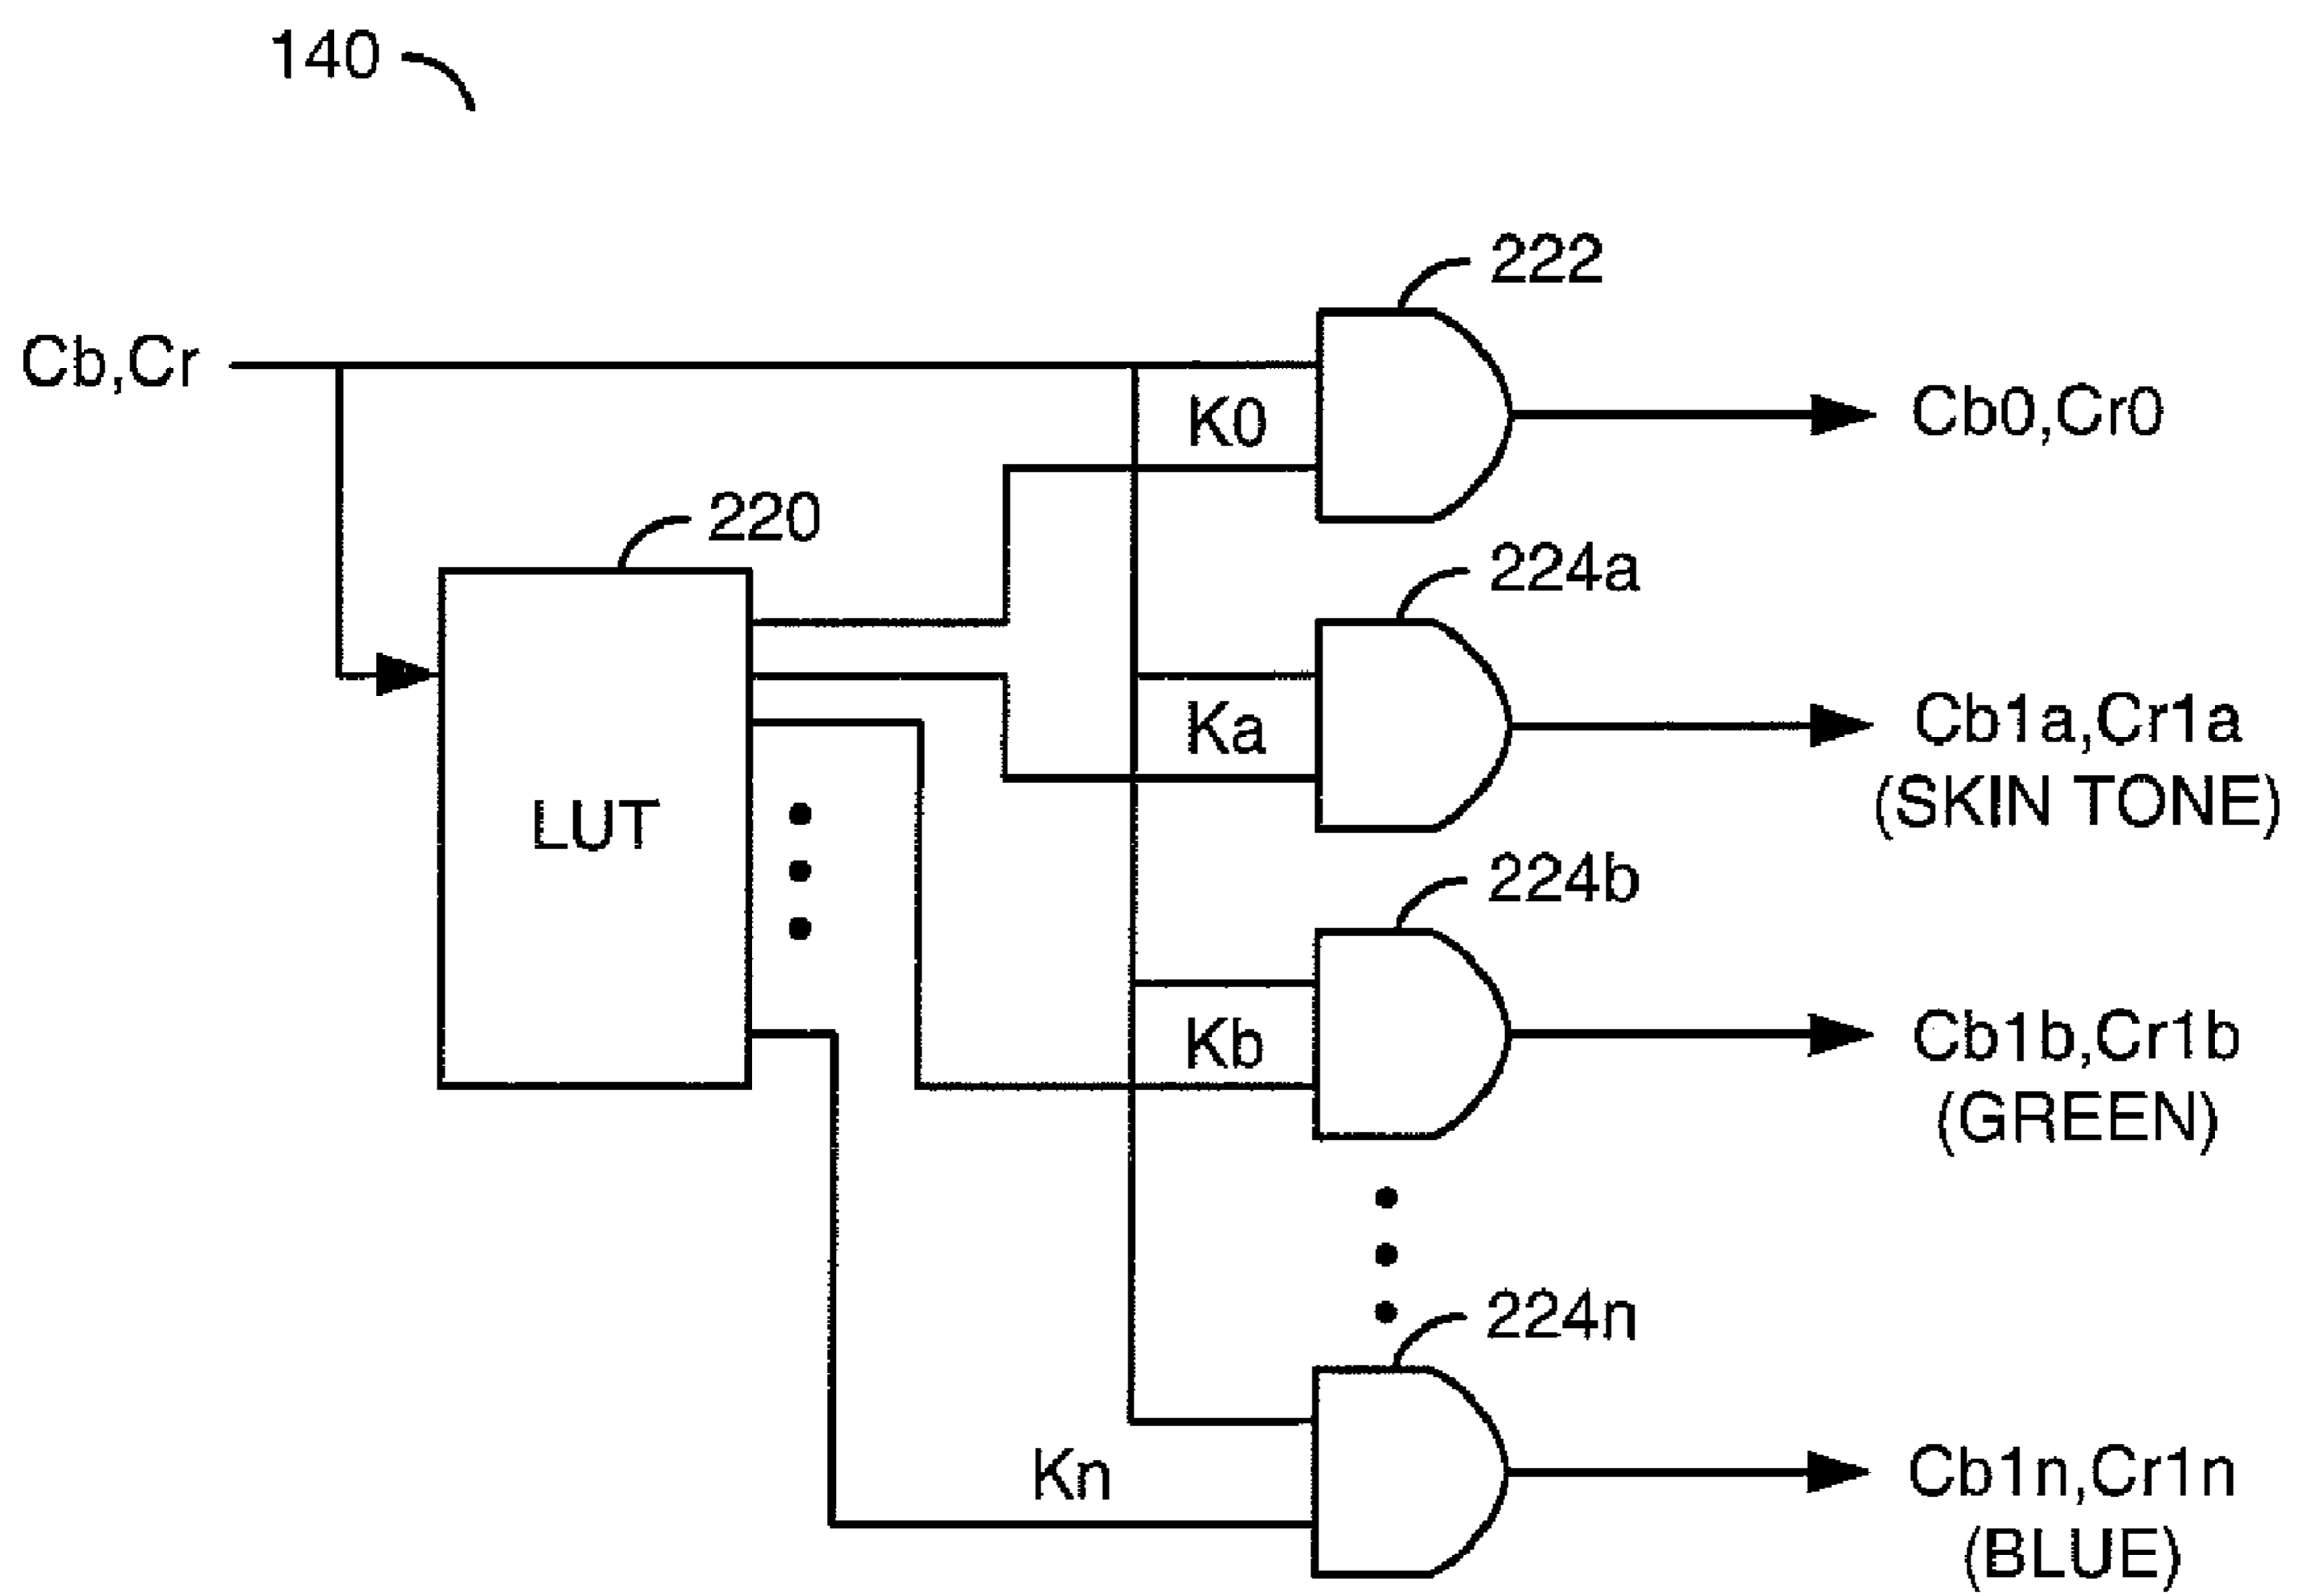 140
222
Cb,Cr
K0
Cb0,Cr0
220
224a
Ka
Cb1a,Cr1a
(SKIN TONE)
LUT
224b
Kb
Cb1b,Cr1b
(GREEN)
224n
Kn
Cb1n,Cr1n
(BLUE)